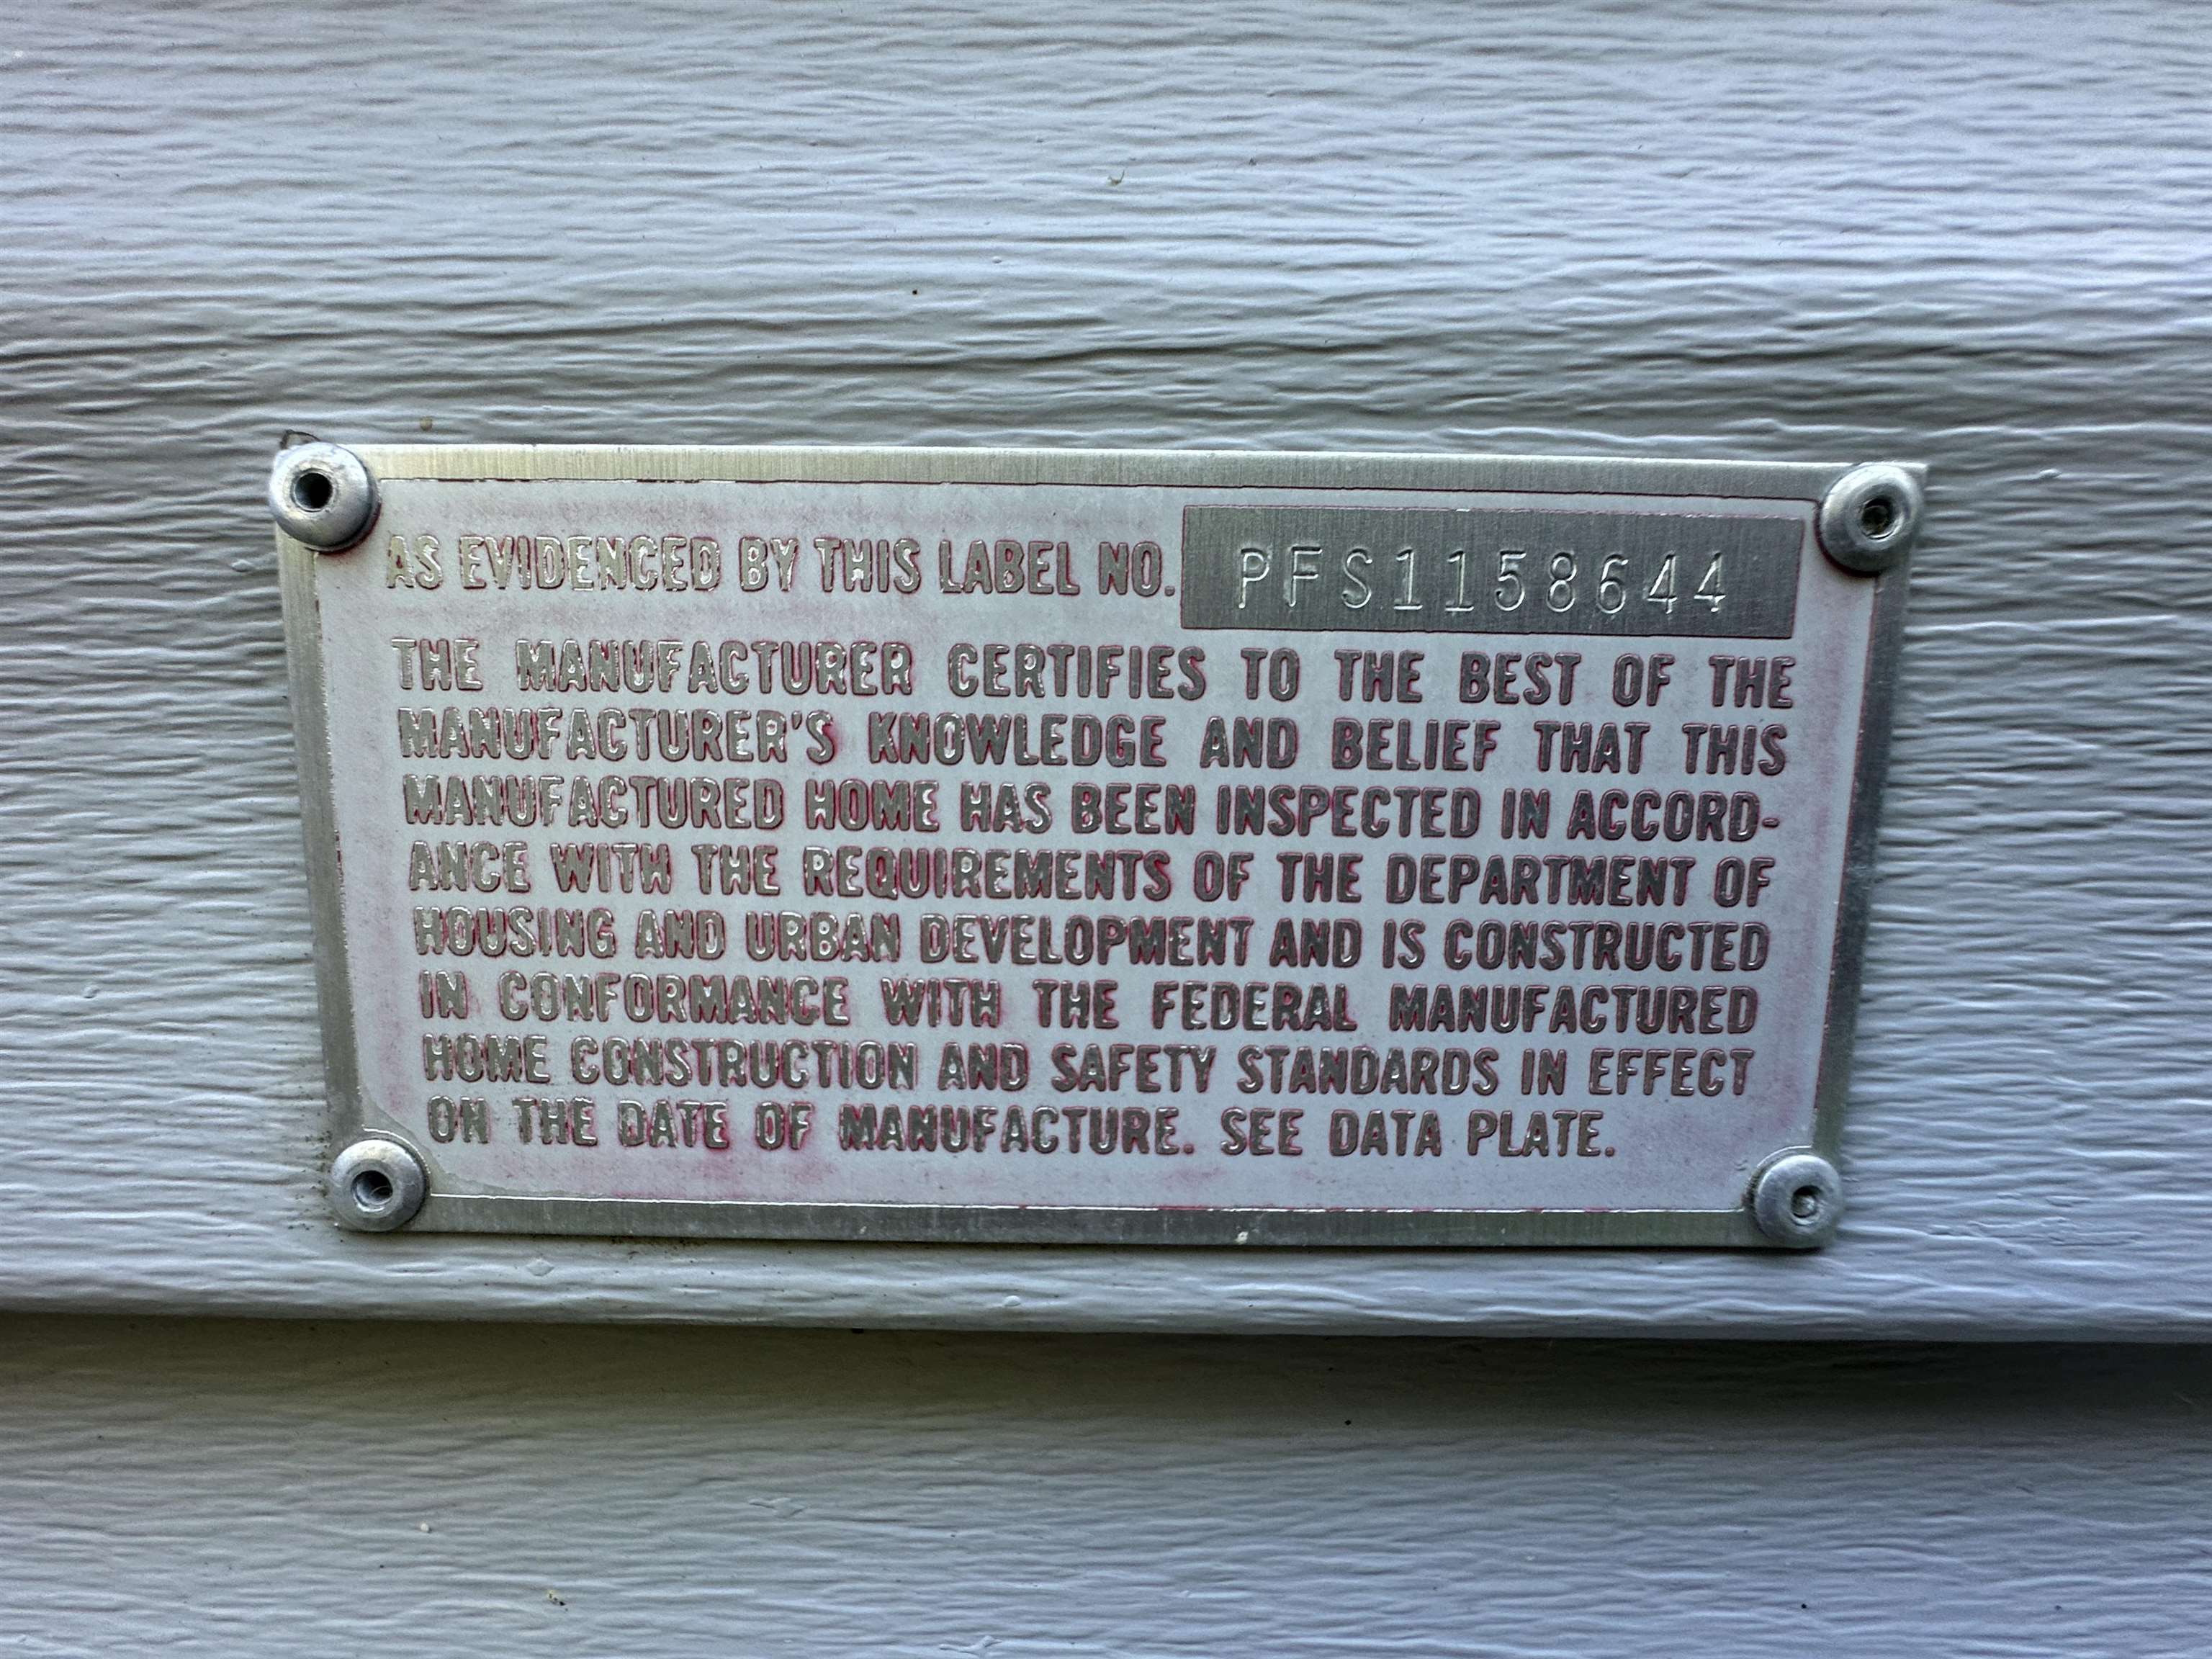 AS EVIDENCED BY THIS LABEL NO. PFS1158644
THE MANUFACTURER CERTIFIES TO THE BEST OF THE
MANUFACTURER'S KNOWLEDGE AND BELIEF THAT THIS
MANUFACTURED HOME HAS BEEN INSPECTED IN ACCORD-
ANCE WITH THE REQUIREMENTS OF THE DEPARTMENT OF
HOUSING AND URBAN DEVELOPMENT AND IS CONSTRUCTED
IN CONFORMANCE WITH THE FEDERAL MANUFACTURED
HOME CONSTRUCTION AND SAFETY STANDARDS IN EFFECT
ON THE DATE OF MANUFACTURE. SEE DATA PLATE.